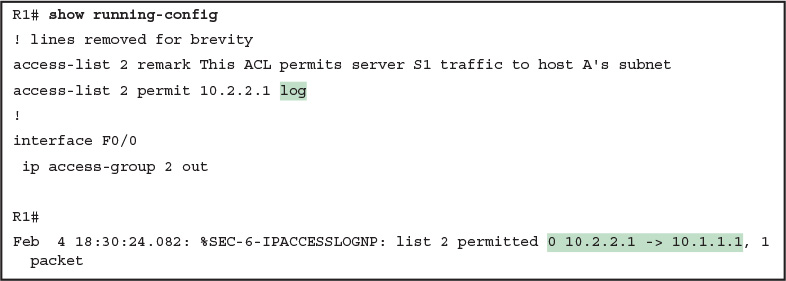 R1# show running-config
! lines removed for brevity
access-list 2 remark This ACL permits server S1 traffic to host A's subnet
access-list 2 permit 10.2.2.1 log
!
interface F0/0
 ip access-group 2 out
R1#
Feb  4 18:30:24.082: %SEC-6-IPACCESSLOGNP: list 2 permitted 0 10.2.2.1 -> 10.1.1.1, 1
packet